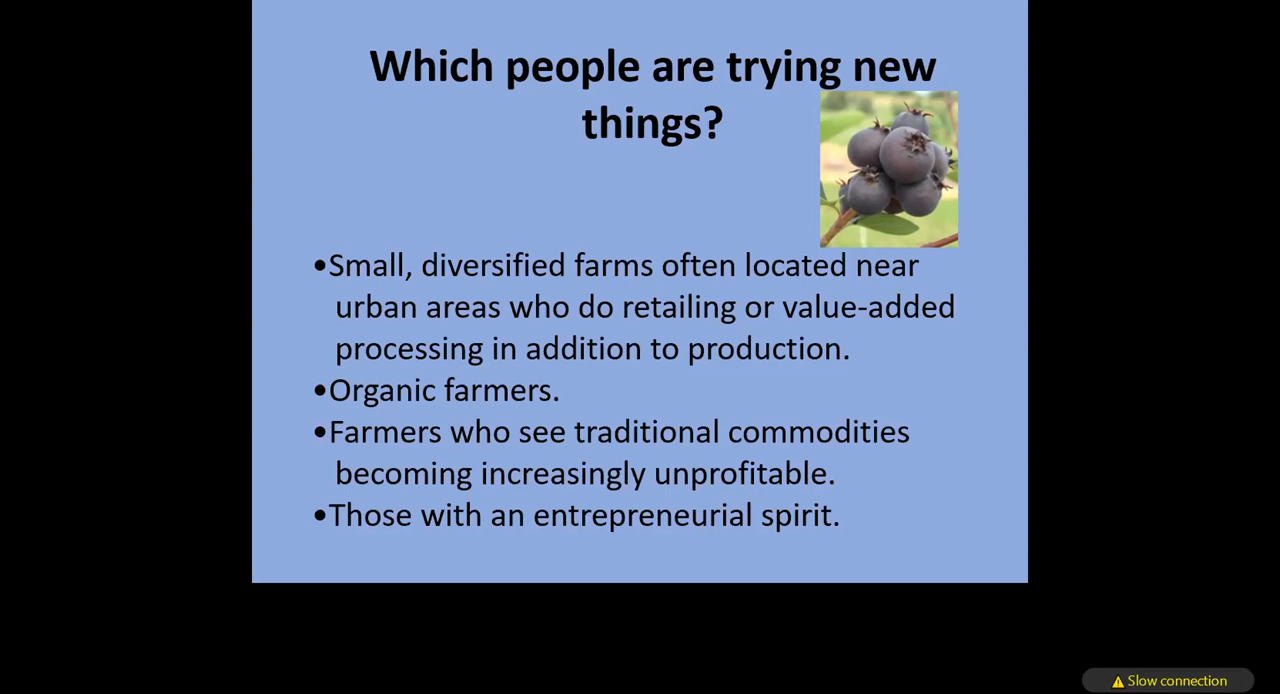 Which people are trying new
things?
•Small, diversified farms often located near
urban areas who do retailing or value-added
processing in addition to production.
•Organic farmers.
•Farmers who see traditional commodities
becoming increasingly unprofitable.
•Those with an entrepreneurial spirit.
Slow connection